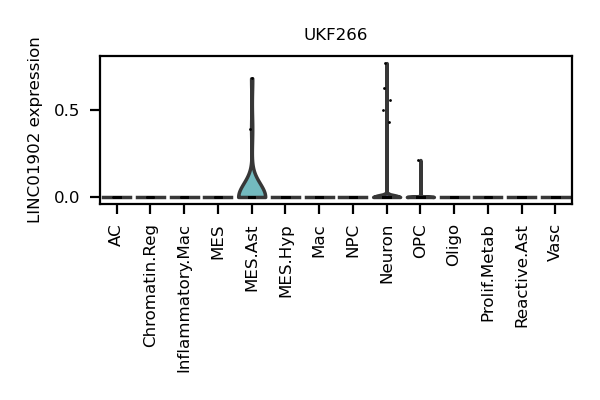 UKF266
LINC01902 expression
0.5
0.0
AC
Chromatin.Reg
Inflammatory.Mac
MES
MES.Ast
MES.Hyp
Mac
NPC
Neuron
OPC
Oligo
Prolif.Metab
Reactive.Ast
Vasc